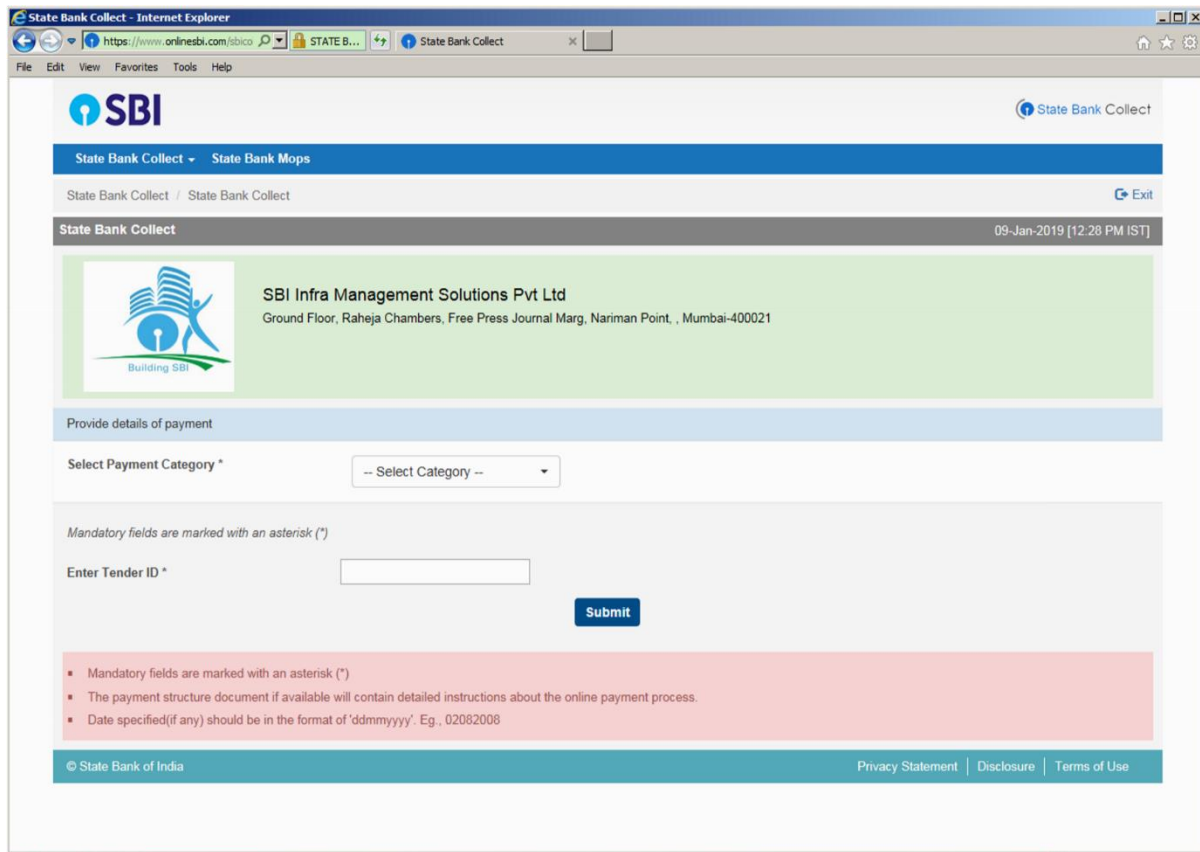 State Bank Collect - Internet Explorer
https://www.onlinesbi.com/sbico STATE B... State Bank Collect
File Edit View Favorites Tools Help
SBI
State Bank Collect
State Bank Collect State Bank Mops
State Bank Collect / State Bank Collect Exit
State Bank Collect 09-Jan-2019 [12:28 PM IST]
SBI Infra Management Solutions Pvt Ltd
Ground Floor, Raheja Chambers, Free Press Journal Marg, Nariman Point, , Mumbai-400021
Building SBI
Provide details of payment
Select Payment Category * -- Select Category --
Mandatory fields are marked with an asterisk (*)
Enter Tender ID *
Submit
Mandatory fields are marked with an asterisk (*)
The payment structure document if available will contain detailed instructions about the online payment process.
Date specified(if any) should be in the format of 'ddmmyyyy'. Eg., 02082008
© State Bank of India Privacy Statement | Disclosure | Terms of Use